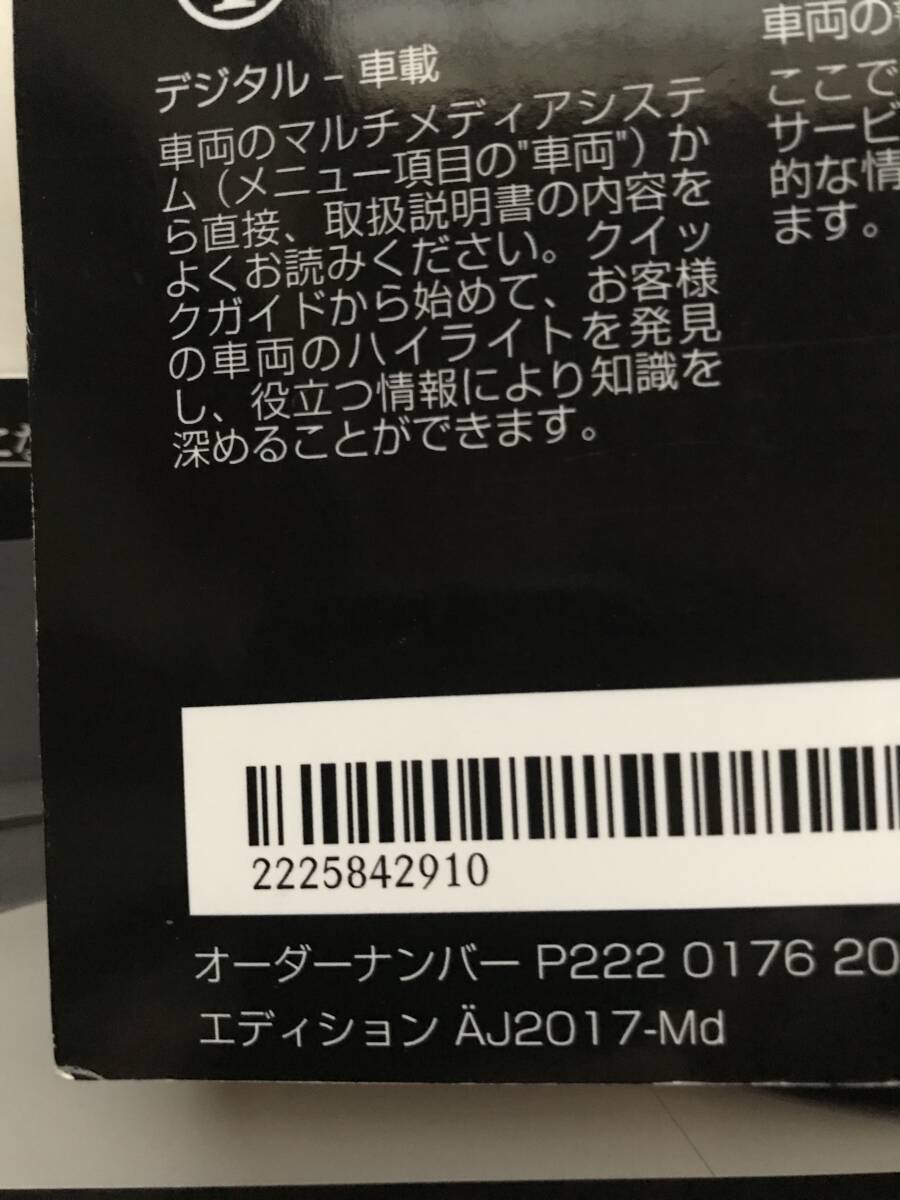 デジタル - 車載
車両のマルチメディアシステ
ム（メニュー項目の"車両"）か
ら直接、取扱説明書の内容を
よくお読みください。クイッ
クガイドから始めて、お客様
の車両のハイライトを発見
し、役立つ情報により知識を
深めることができます。
車両の
ここで
サービ
的な情
ます。
2225842910
オーダーナンバー P222 0176 20
エディション ÄJ2017-Md